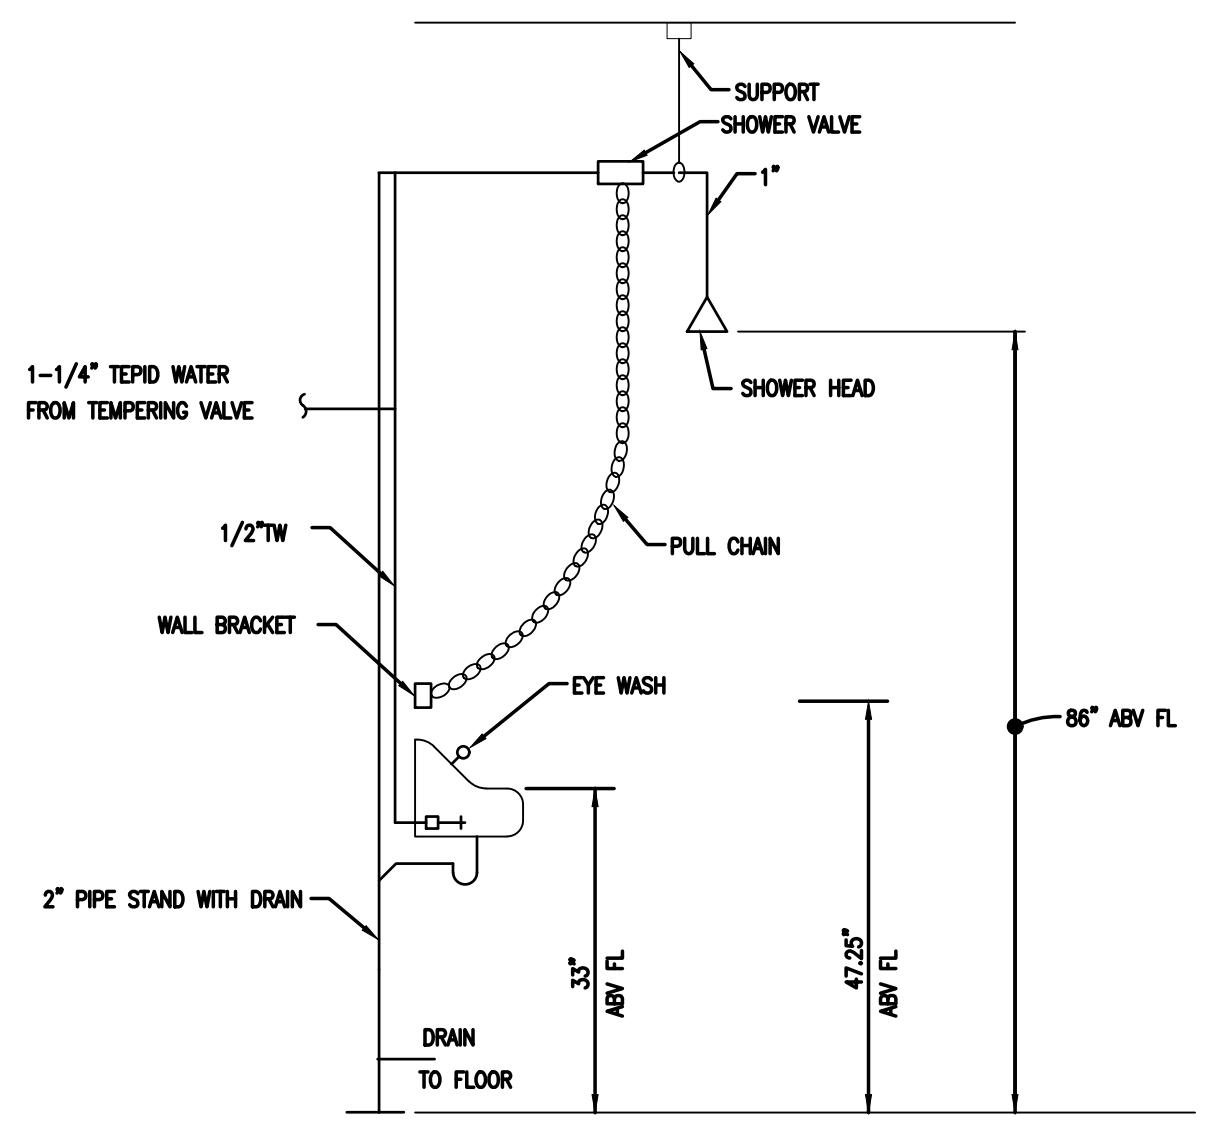 SUPPORT
SHOWER VALVE
1"
1-1/4" TEPID WATER
FROM TEMPERING VALVE
SHOWER HEAD
1/2"TW
PULL CHAIN
WALL BRACKET
EYE WASH
86" ABV FL
2" PIPE STAND WITH DRAIN
33"
ABV FL
47.25"
ABV FL
DRAIN
TO FLOOR